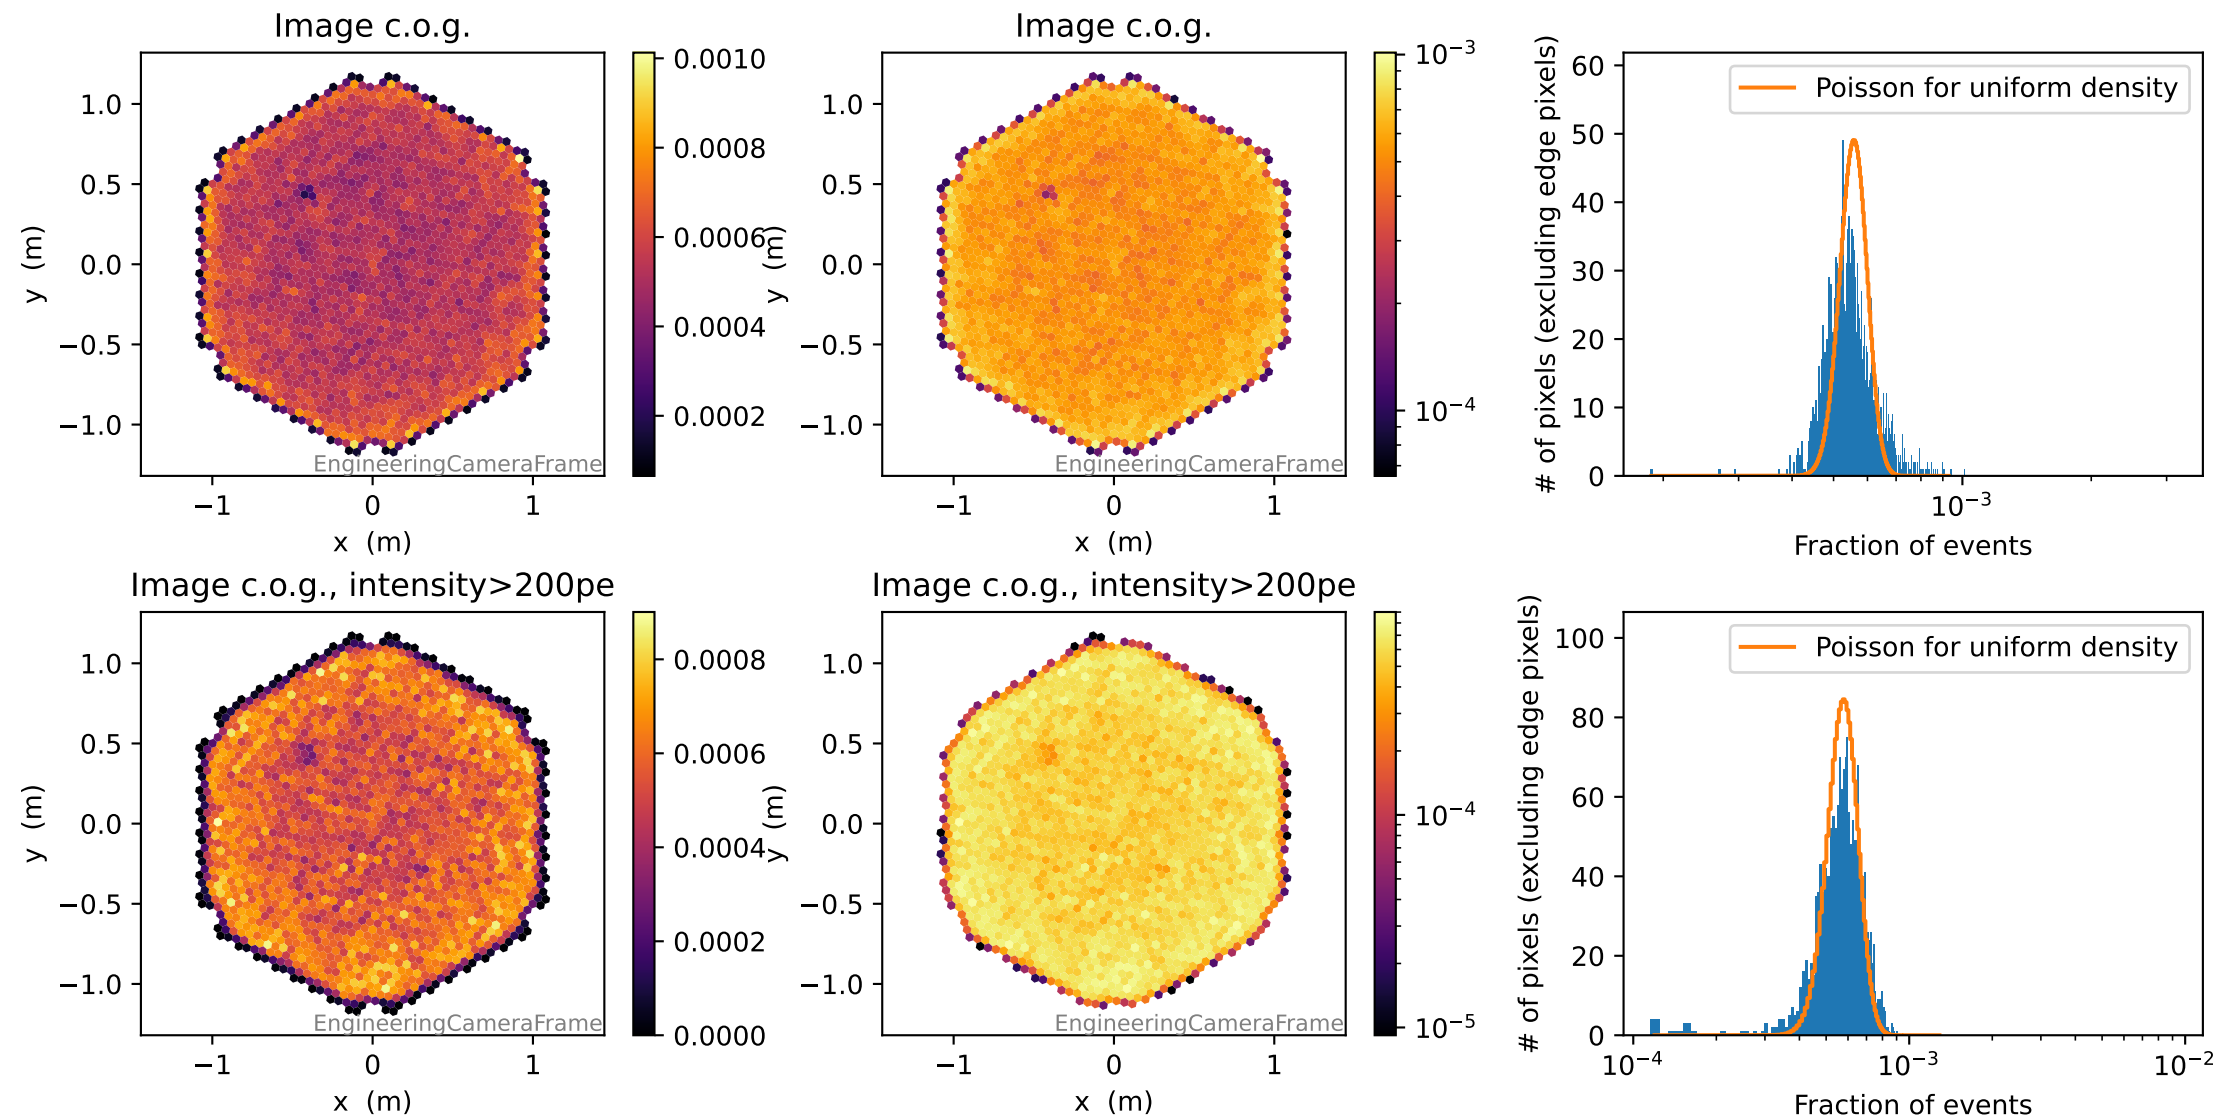 Image c.o.g.
1.0
0.5
0.0
−0.5
−1.0
y (m)
−1
0
1
x (m)
EngineeringCameraFrame
0.0010
0.0008
0.0006
0.0004
0.0002
Image c.o.g.
1.0
0.5
0.0
−0.5
−1.0
y (m)
−1
0
1
x (m)
EngineeringCameraFrame
10⁻³
10⁻⁴
60
50
40
30
20
10
0
# of pixels (excluding edge pixels)
Poisson for uniform density
10⁻³
Fraction of events
Image c.o.g., intensity>200pe
1.0
0.5
0.0
−0.5
−1.0
y (m)
−1
0
1
x (m)
EngineeringCameraFrame
0.0008
0.0006
0.0004
0.0002
0.0000
Image c.o.g., intensity>200pe
1.0
0.5
0.0
−0.5
−1.0
y (m)
−1
0
1
x (m)
EngineeringCameraFrame
10⁻⁴
10⁻⁵
100
80
60
40
20
0
# of pixels (excluding edge pixels)
Poisson for uniform density
10⁻⁴
10⁻³
10⁻²
Fraction of events